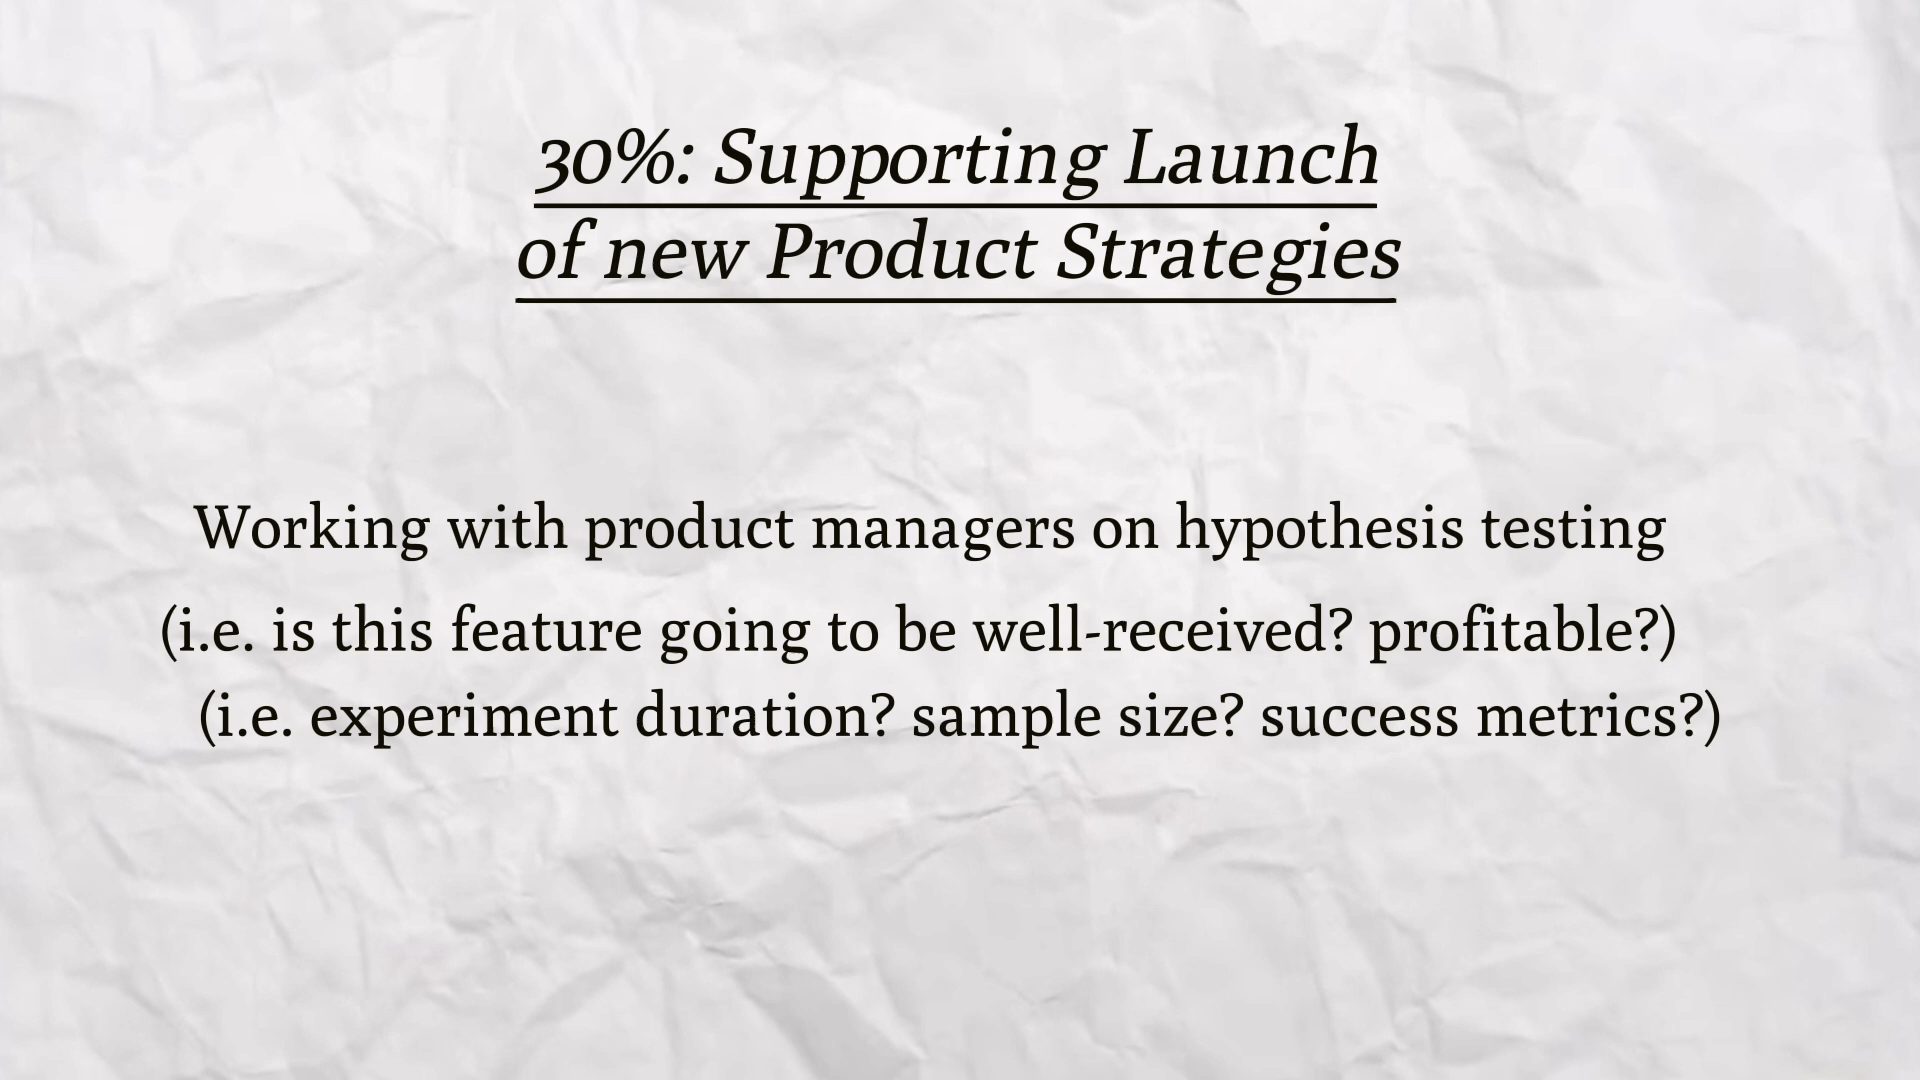 30%: Supporting Launch
of new Product Strategies
Working with product managers on hypothesis testing
(i.e. is this feature going to be well-received? profitable?)
(i.e. experiment duration? sample size? success metrics?)